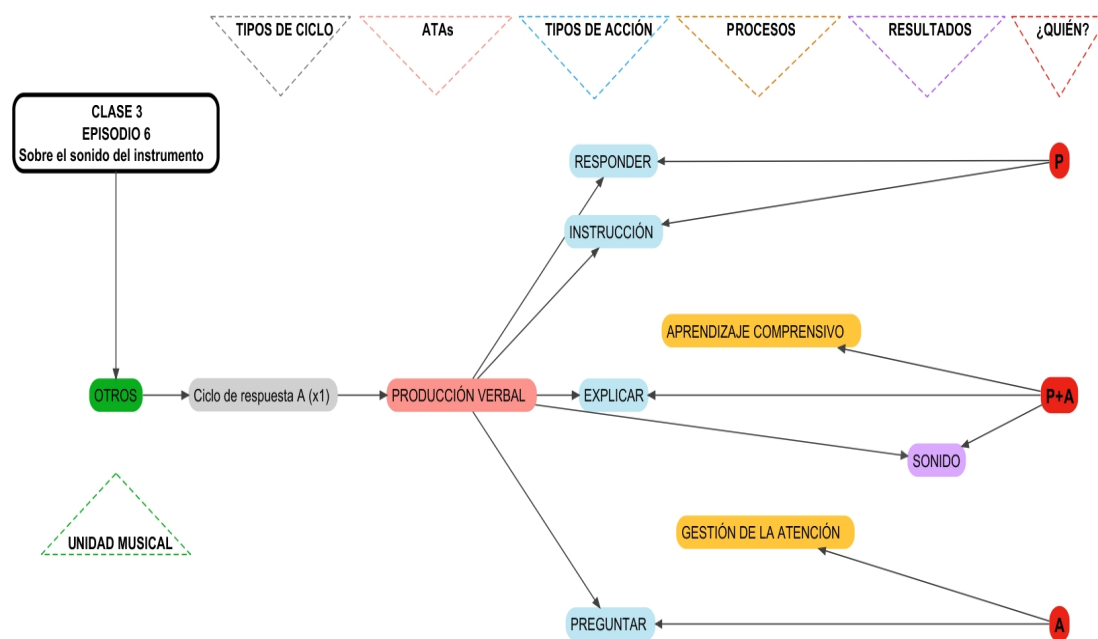 TIPOS DE CICLO
ATAs
TIPOS DE ACCIÓN
PROCESOS
RESULTADOS
¿QUIÉN?
CLASE 3
EPISODIO 6
Sobre el sonido del instrumento
RESPONDER
P
INSTRUCCIÓN
APRENDIZAJE COMPRENSIVO
OTROS
Ciclo de respuesta A (x1)
PRODUCCIÓN VERBAL
EXPLICAR
P+A
SONIDO
UNIDAD MUSICAL
GESTIÓN DE LA ATENCIÓN
PREGUNTAR
A